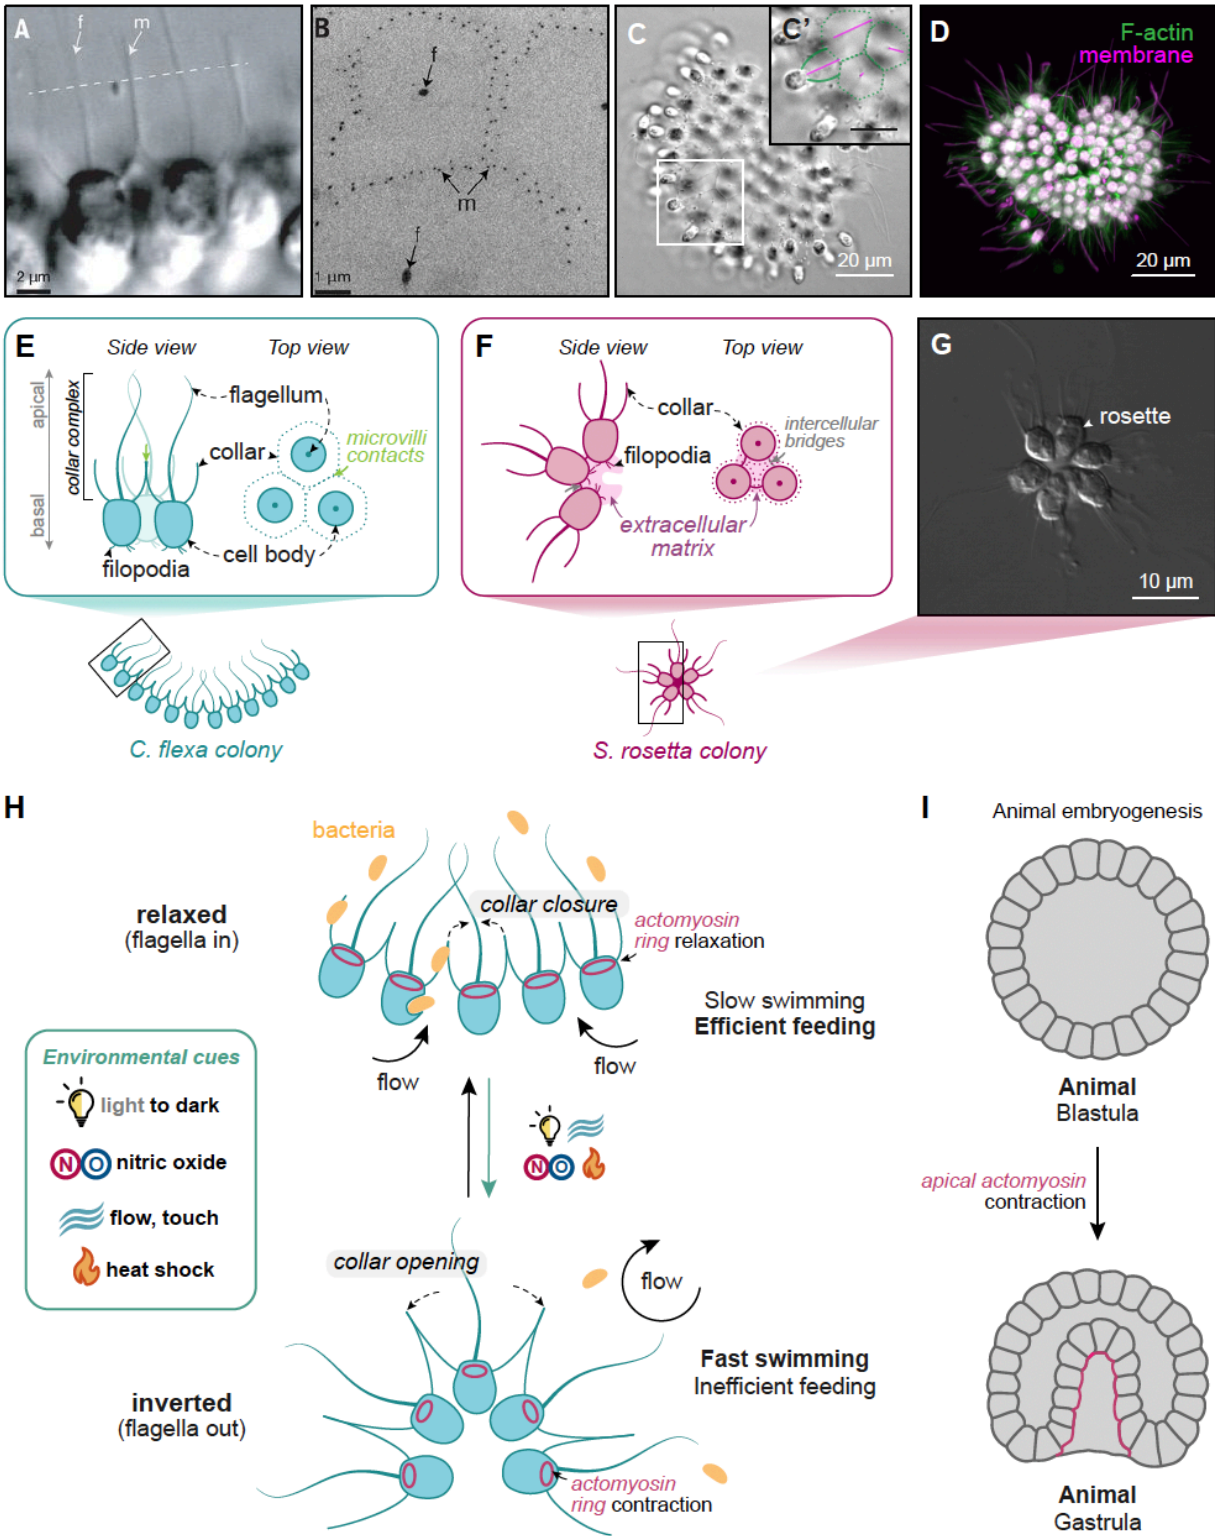 A
f
m
2 µm
B
f
m
f
1 µm
C
C’
20 µm
D
F-actin
membrane
20 µm
E
Side view
Top view
apical
basal
collar complex
flagellum
collar
microvilli
contacts
cell body
filopodia
F
Side view
Top view
collar
intercellular
bridges
filopodia
extracellular
matrix
G
rosette
10 µm
C. flexa colony
S. rosetta colony
H
bacteria
collar closure
relaxed
(flagella in)
actomyosin
ring relaxation
Slow swimming
Efficient feeding
flow
flow
Environmental cues
light to dark
NO nitric oxide
flow, touch
heat shock
NO
collar opening
flow
inverted
(flagella out)
Fast swimming
Inefficient feeding
actomyosin
ring contraction
I
Animal embryogenesis
Animal
Blastula
apical actomyosin
contraction
Animal
Gastrula